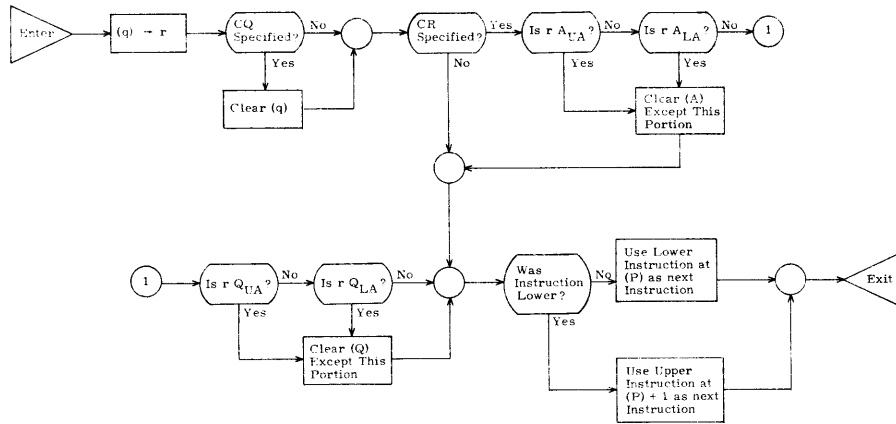 Enter
(q) → r
CQ
Specified?
No
Yes
Clear (q)
CR
Specified?
Yes
No
Is r A_UA?
No
Yes
Is r A_LA?
No
Yes
1
Clear (A)
Except This
Portion
1
Is r Q_UA?
No
Yes
Is r Q_LA?
No
Yes
Clear (Q)
Except This
Portion
Was
Instruction
Lower?
No
Yes
Use Lower
Instruction at
(P) as next
Instruction
Use Upper
Instruction at
(P) + 1 as next
Instruction
Exit